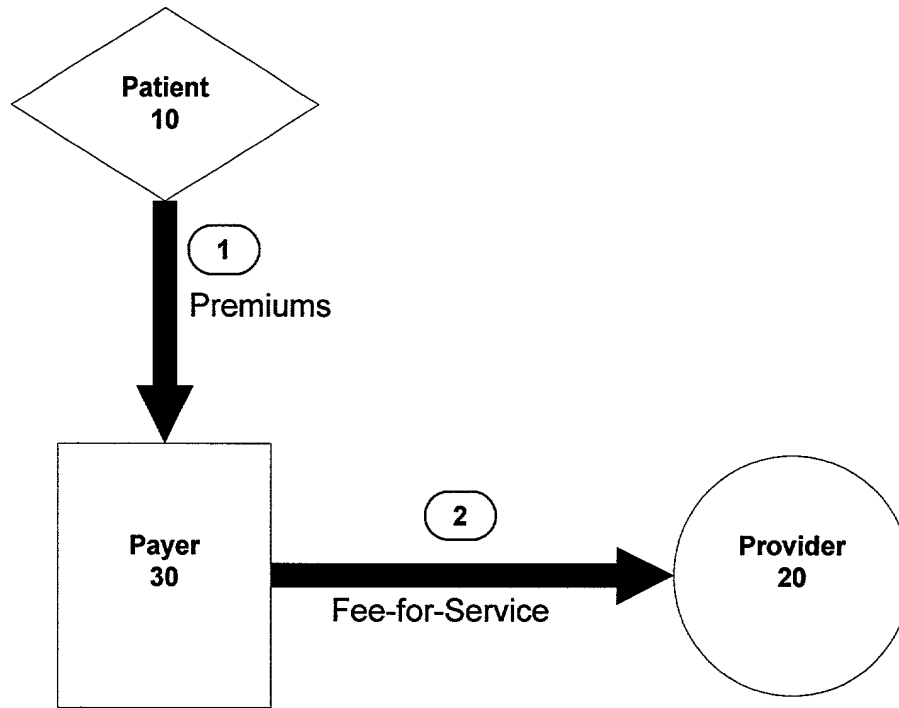 Patient
10
1
Premiums
2
Payer
30
Provider
20
Fee-for-Service